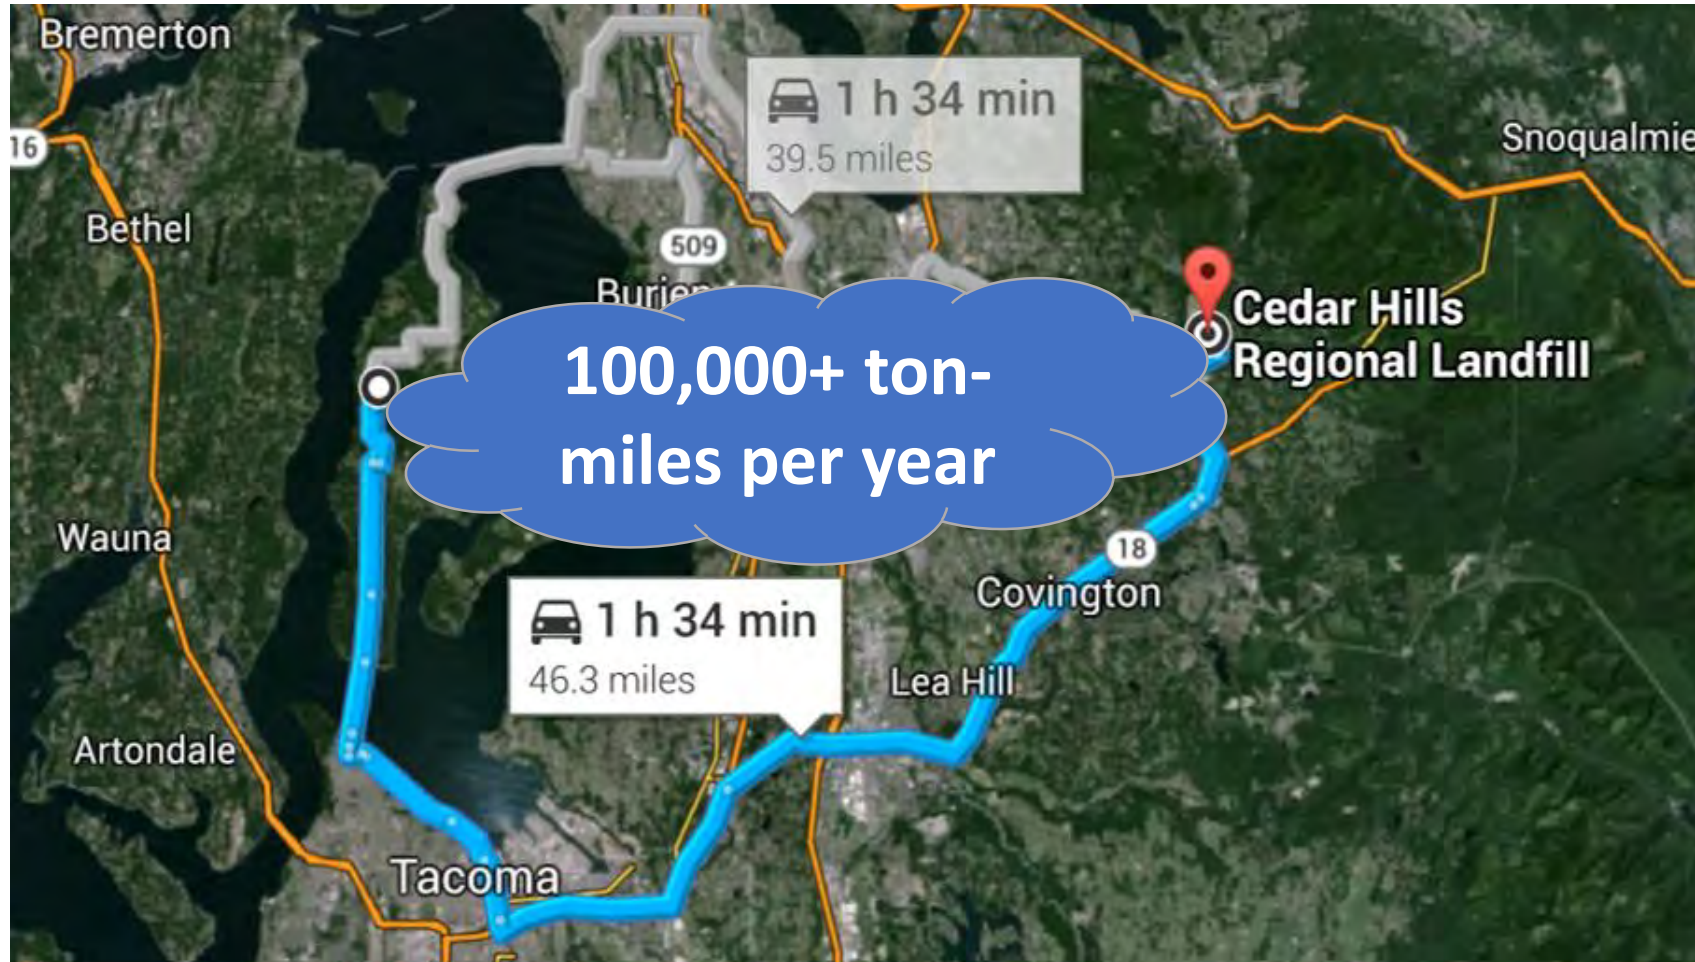 Bremerton
1 h 34 min
39.5 miles
16
Snoqualmie
Bethel
509
Burien
Cedar Hills
Regional Landfill
100,000+ ton-
miles per year
Wauna
18
Covington
1 h 34 min
46.3 miles
Lea Hill
Artondale
Tacoma